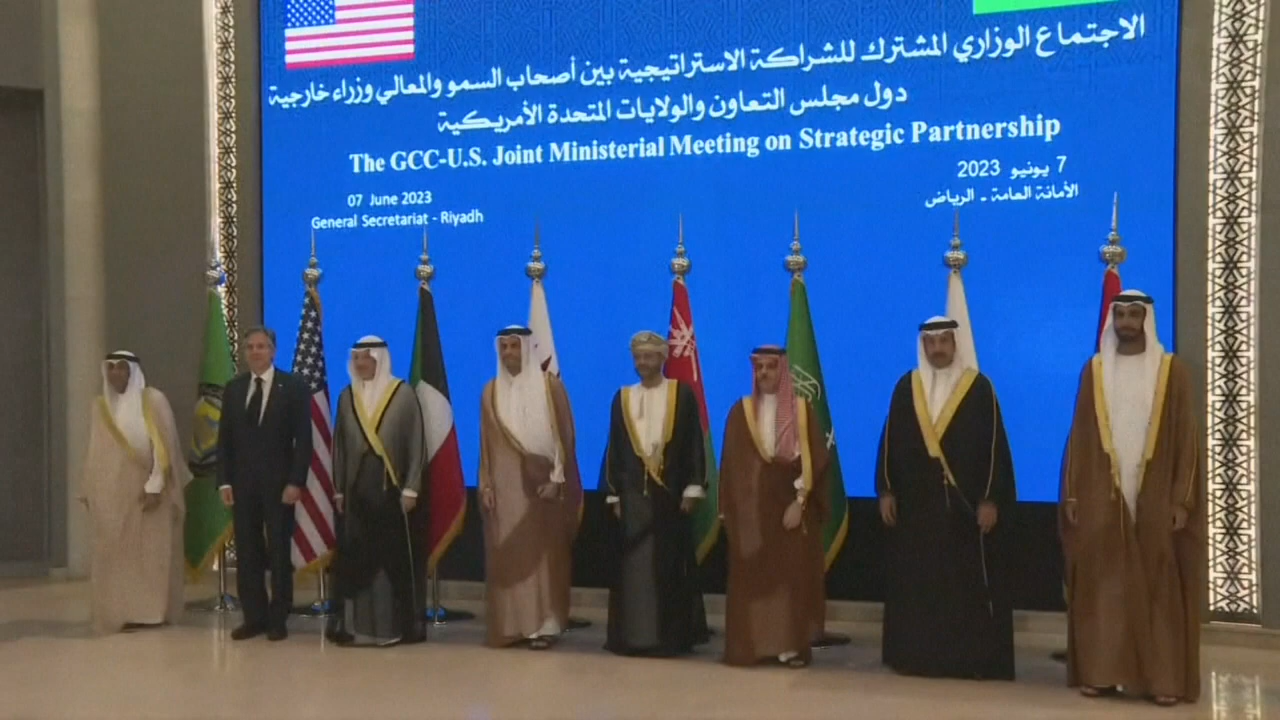 الاجتماع الوزاري المشترك للشراكة الاستراتيجية بين أصحاب السمو والمعالي وزراء خارجية
دول مجلس التعاون والولايات المتحدة الأمريكية
The GCC-U.S. Joint Ministerial Meeting on Strategic Partnership
7 يونيو 2023
الأمانة العامة - الرياض
07 June 2023
General Secretariat - Riyadh